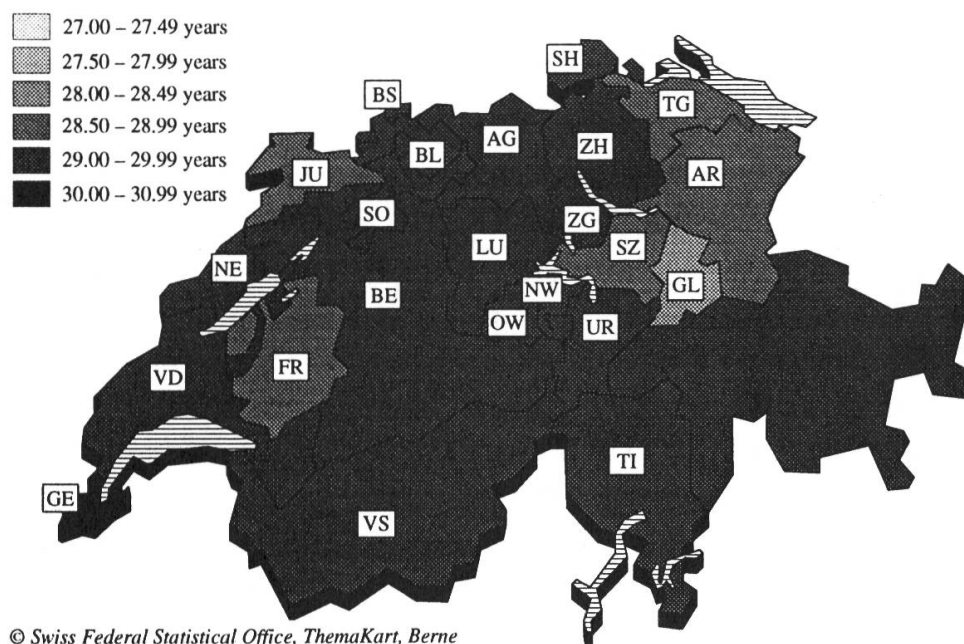 27.00 – 27.49 years
27.50 – 27.99 years
28.00 – 28.49 years
28.50 – 28.99 years
29.00 – 29.99 years
30.00 – 30.99 years
SH
BS
TG
AG
ZH
BL
JU
AR
SO
ZG
LU
SZ
NE
GL
NW
BE
OW
UR
FR
VD
TI
GE
VS
© Swiss Federal Statistical Office, ThemaKart, Berne